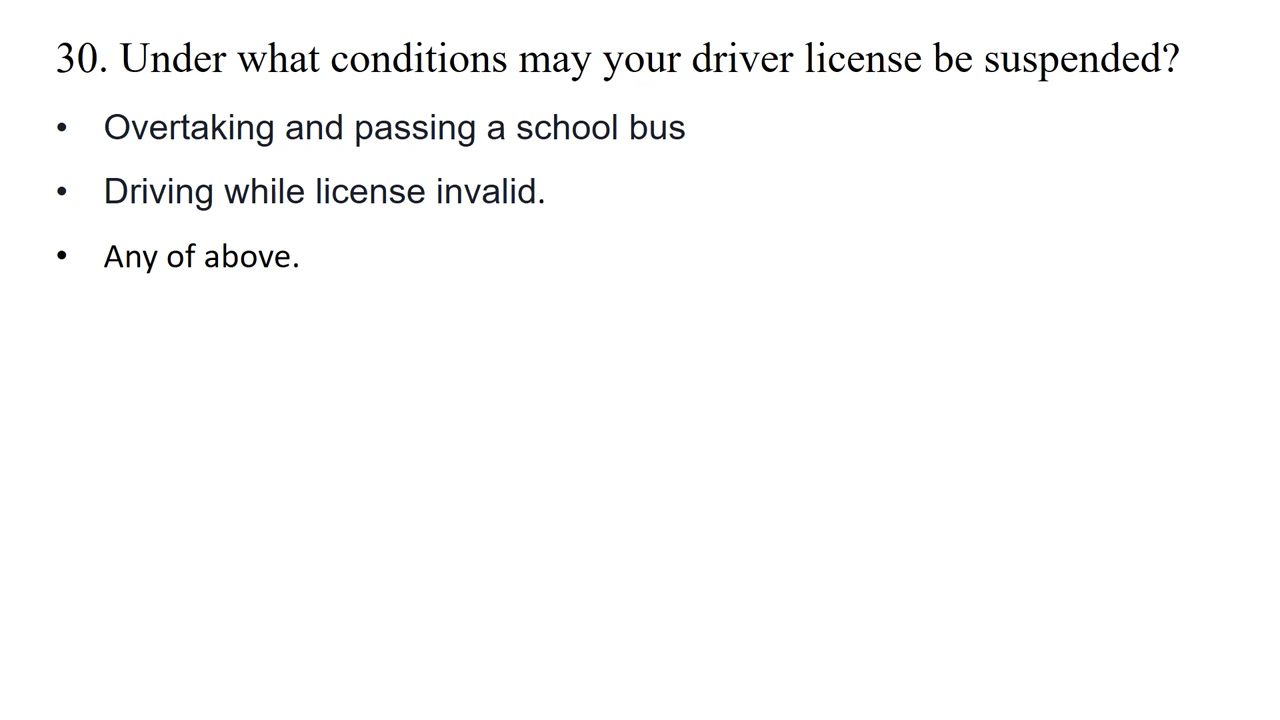 30. Under what conditions may your driver license be suspended?
• Overtaking and passing a school bus
• Driving while license invalid.
• Any of above.